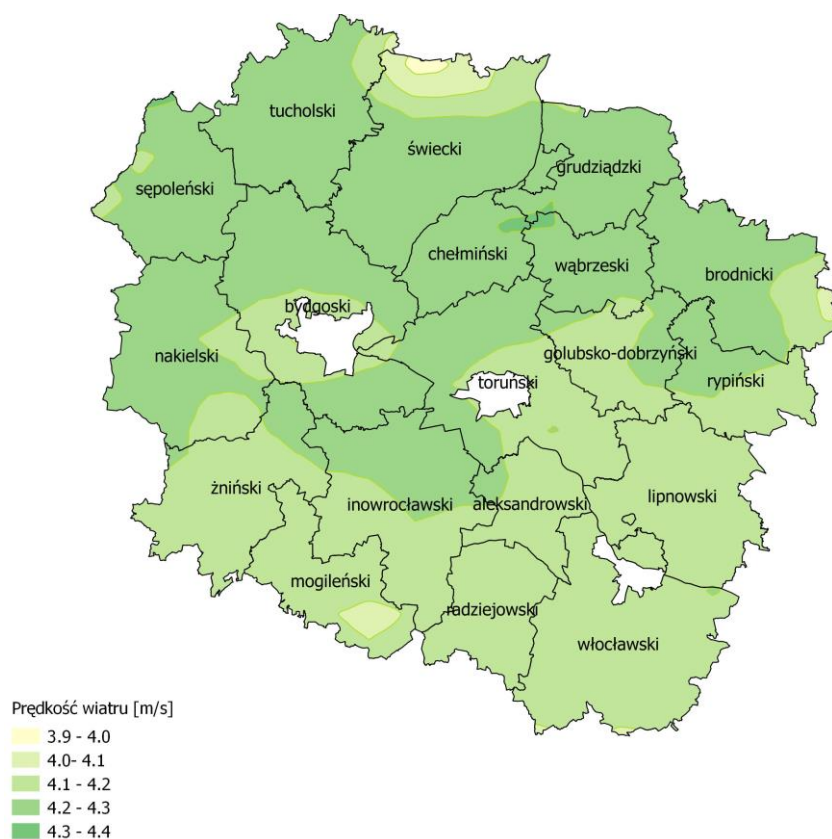 tucholski
świecki
grudziądzki
sępoleński
chełmiński
wąbrzeski
brodnicki
bydgoski
nakielski
golubsko-dobrzyński
toruński
rypiński
żniński
inowrocławski
aleksandrowski
lipnowski
mogileński
radziejowski
włocławski
Prędkość wiatru [m/s]
3.9 - 4.0
4.0- 4.1
4.1 - 4.2
4.2 - 4.3
4.3 - 4.4